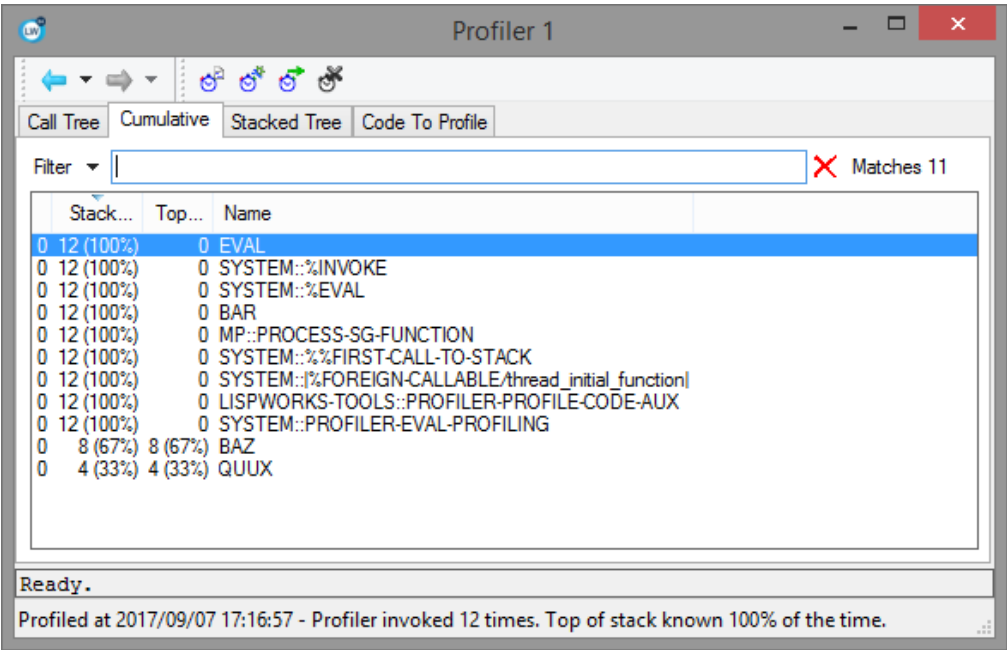 LW
Profiler 1
Call Tree Cumulative Stacked Tree Code To Profile
Filter Matches 11
Stack... Top... Name
0 12 (100%) 0 EVAL
0 12 (100%) 0 SYSTEM::%INVOKE
0 12 (100%) 0 SYSTEM::%EVAL
0 12 (100%) 0 BAR
0 12 (100%) 0 MP::PROCESS-SG-FUNCTION
0 12 (100%) 0 SYSTEM::%%FIRST-CALL-TO-STACK
0 12 (100%) 0 SYSTEM::|%FOREIGN-CALLABLE/thread_initial_function|
0 12 (100%) 0 LISPWORKS-TOOLS::PROFILER-PROFILE-CODE-AUX
0 12 (100%) 0 SYSTEM::PROFILER-EVAL-PROFILING
0 8 (67%) 8 (67%) BAZ
0 4 (33%) 4 (33%) QUUX
Ready.
Profiled at 2017/09/07 17:16:57 - Profiler invoked 12 times. Top of stack known 100% of the time.